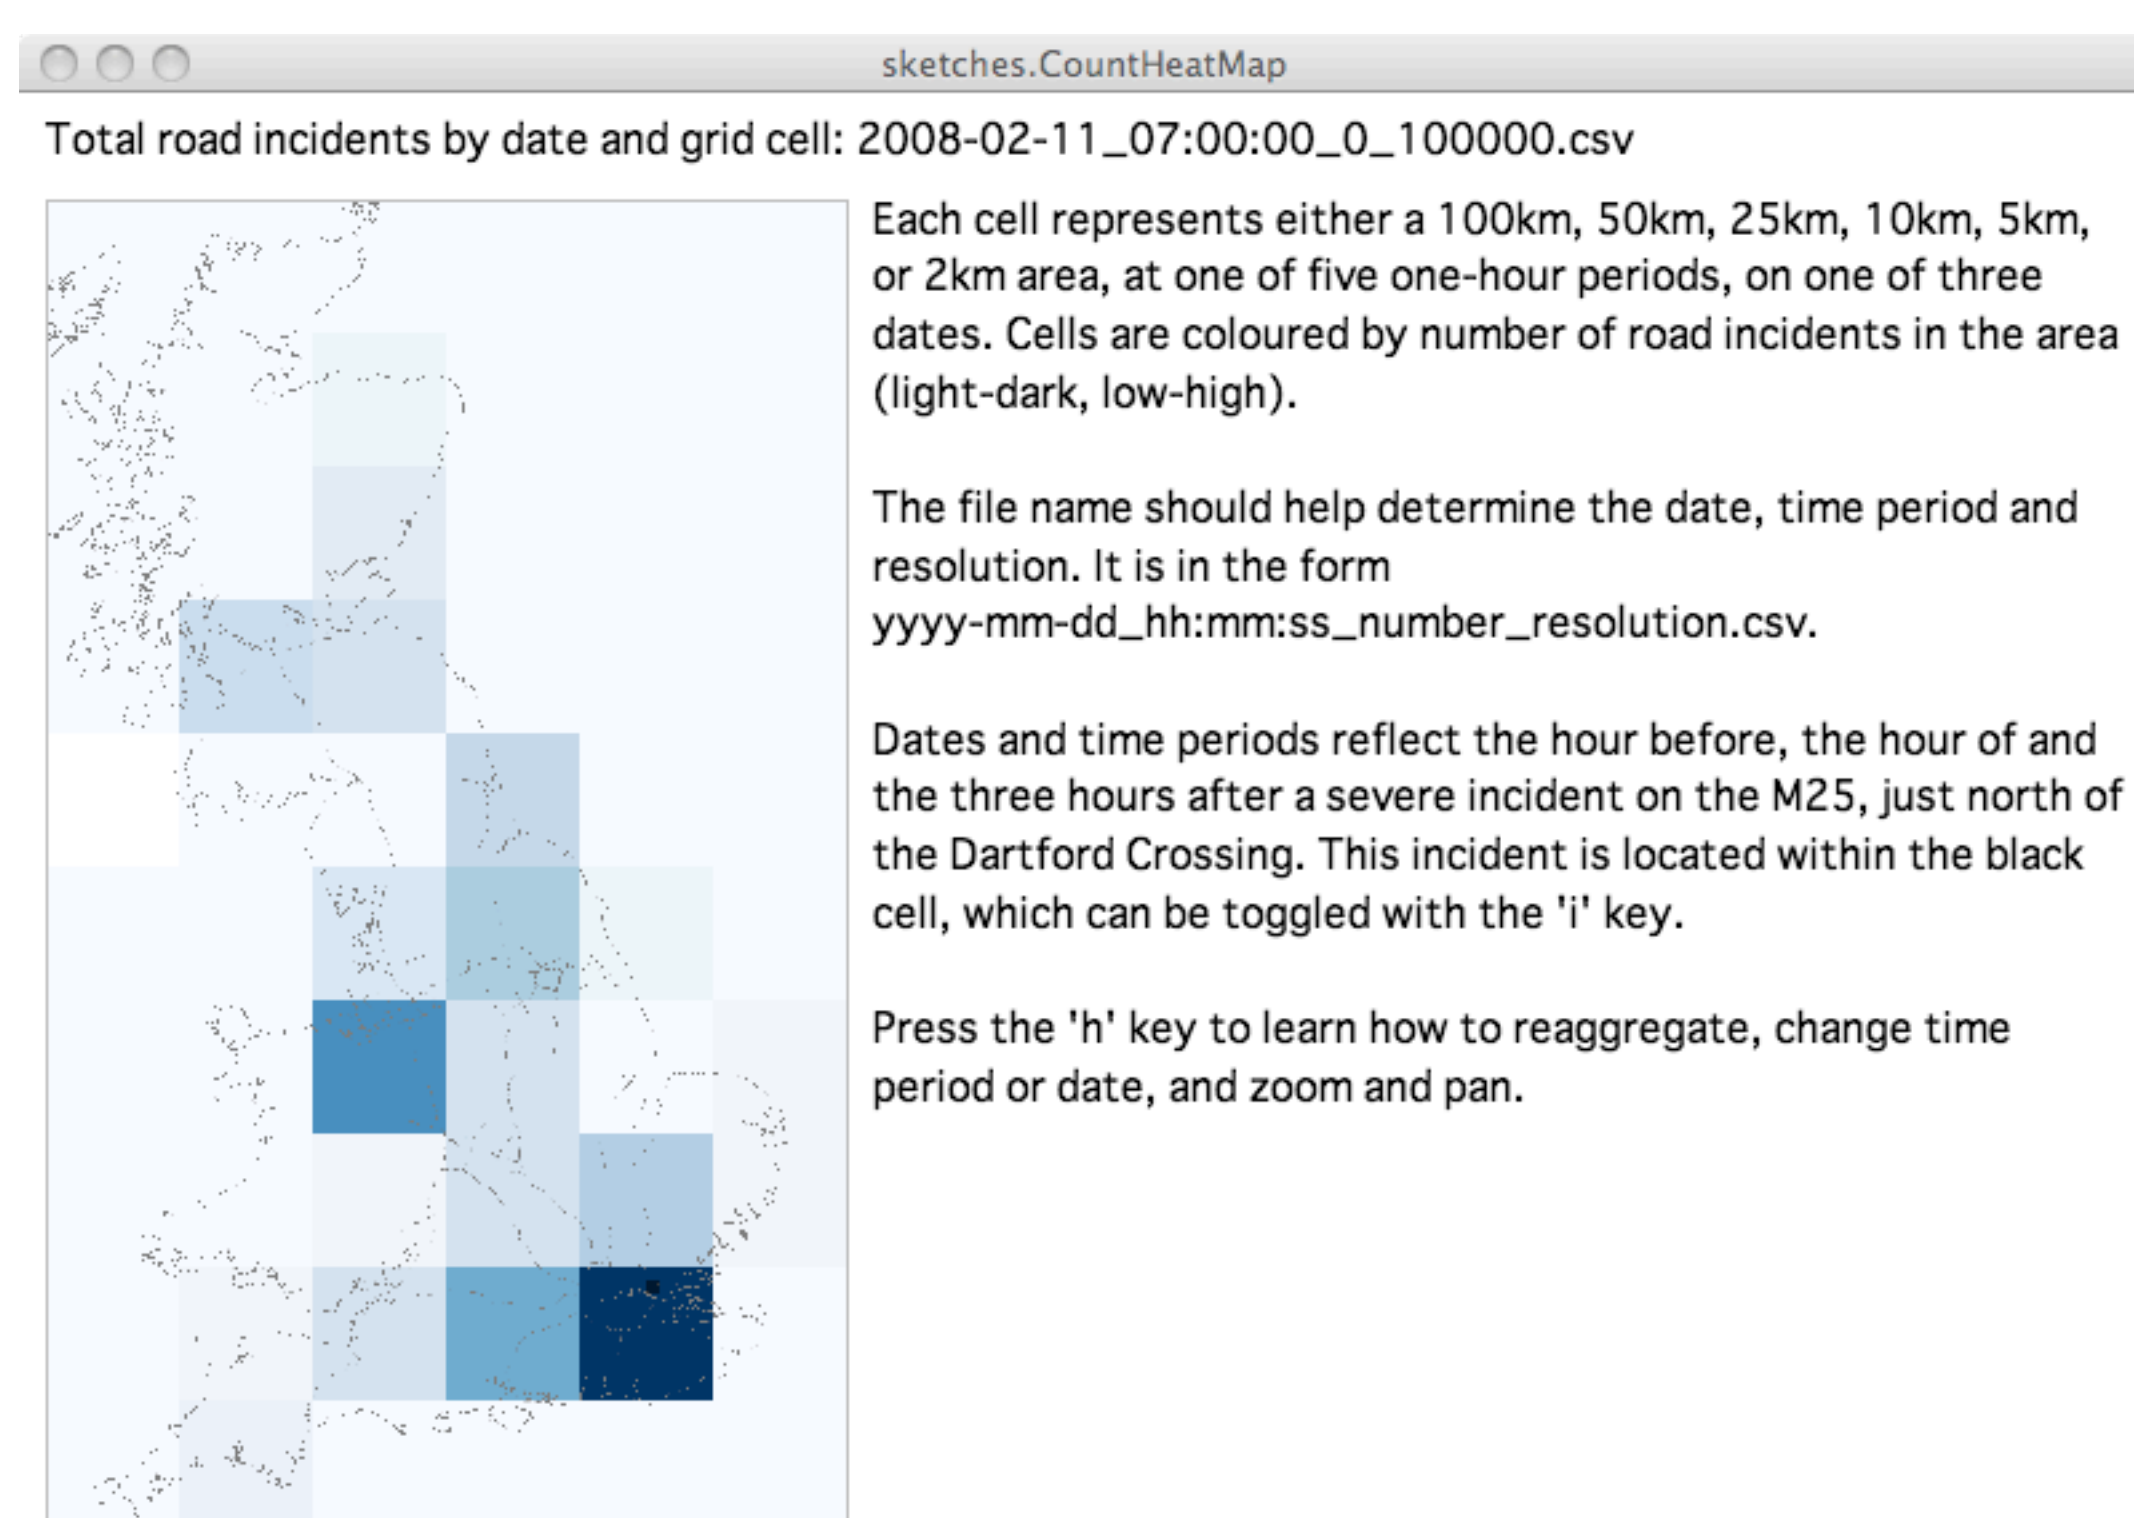 sketches.CountHeatMap
Total road incidents by date and grid cell: 2008-02-11_07:00:00_0_100000.csv
Each cell represents either a 100km, 50km, 25km, 10km, 5km,
or 2km area, at one of five one-hour periods, on one of three
dates. Cells are coloured by number of road incidents in the area
(light-dark, low-high).
The file name should help determine the date, time period and
resolution. It is in the form
yyyy-mm-dd_hh:mm:ss_number_resolution.csv.
Dates and time periods reflect the hour before, the hour of and
the three hours after a severe incident on the M25, just north of
the Dartford Crossing. This incident is located within the black
cell, which can be toggled with the 'i' key.
Press the 'h' key to learn how to reaggregate, change time
period or date, and zoom and pan.